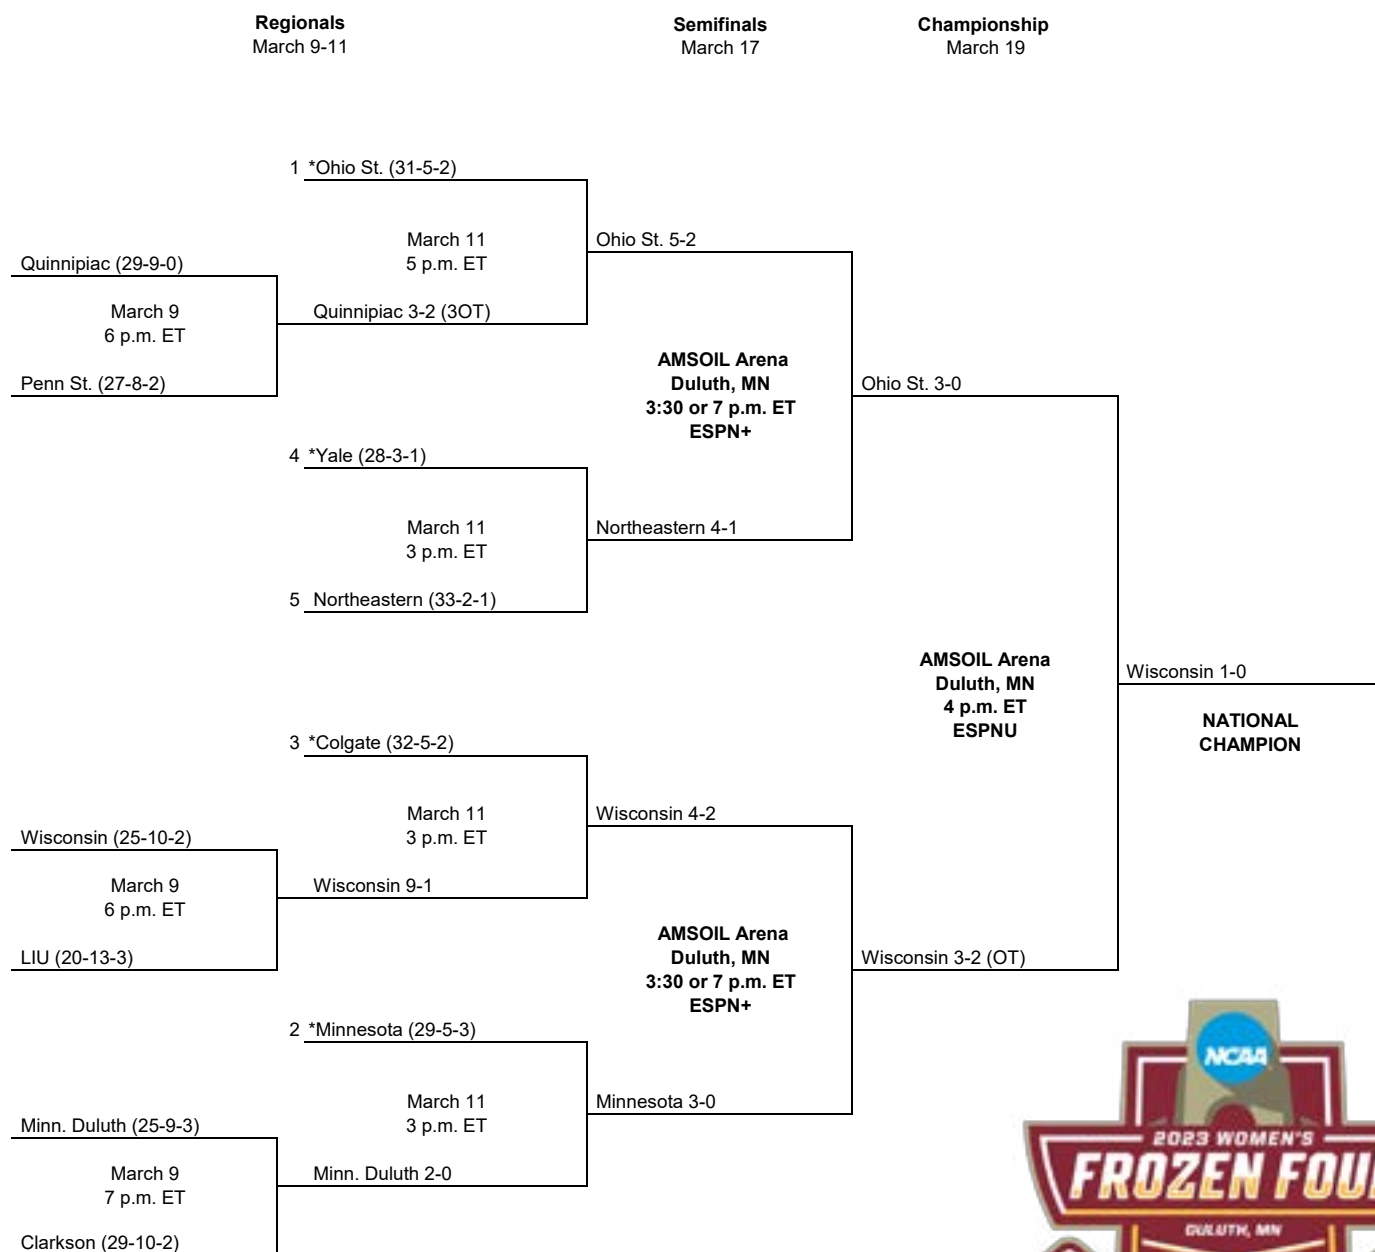 Regionals
March 9-11
Semifinals
March 17
Championship
March 19
1 *Ohio St. (31-5-2)
March 11
5 p.m. ET
Ohio St. 5-2
Quinnipiac (29-9-0)
March 9
6 p.m. ET
Quinnipiac 3-2 (3OT)
Penn St. (27-8-2)
AMSOIL Arena
Duluth, MN
3:30 or 7 p.m. ET
ESPN+
Ohio St. 3-0
4 *Yale (28-3-1)
March 11
3 p.m. ET
Northeastern 4-1
5 Northeastern (33-2-1)
AMSOIL Arena
Duluth, MN
4 p.m. ET
ESPNU
Wisconsin 1-0
NATIONAL
CHAMPION
3 *Colgate (32-5-2)
March 11
3 p.m. ET
Wisconsin 4-2
Wisconsin (25-10-2)
March 9
6 p.m. ET
Wisconsin 9-1
LIU (20-13-3)
AMSOIL Arena
Duluth, MN
3:30 or 7 p.m. ET
ESPN+
Wisconsin 3-2 (OT)
2 *Minnesota (29-5-3)
March 11
3 p.m. ET
Minnesota 3-0
Minn. Duluth (25-9-3)
March 9
7 p.m. ET
Minn. Duluth 2-0
Clarkson (29-10-2)
NCAA
2023 WOMEN'S
FROZEN FOU
DULUTH, MN